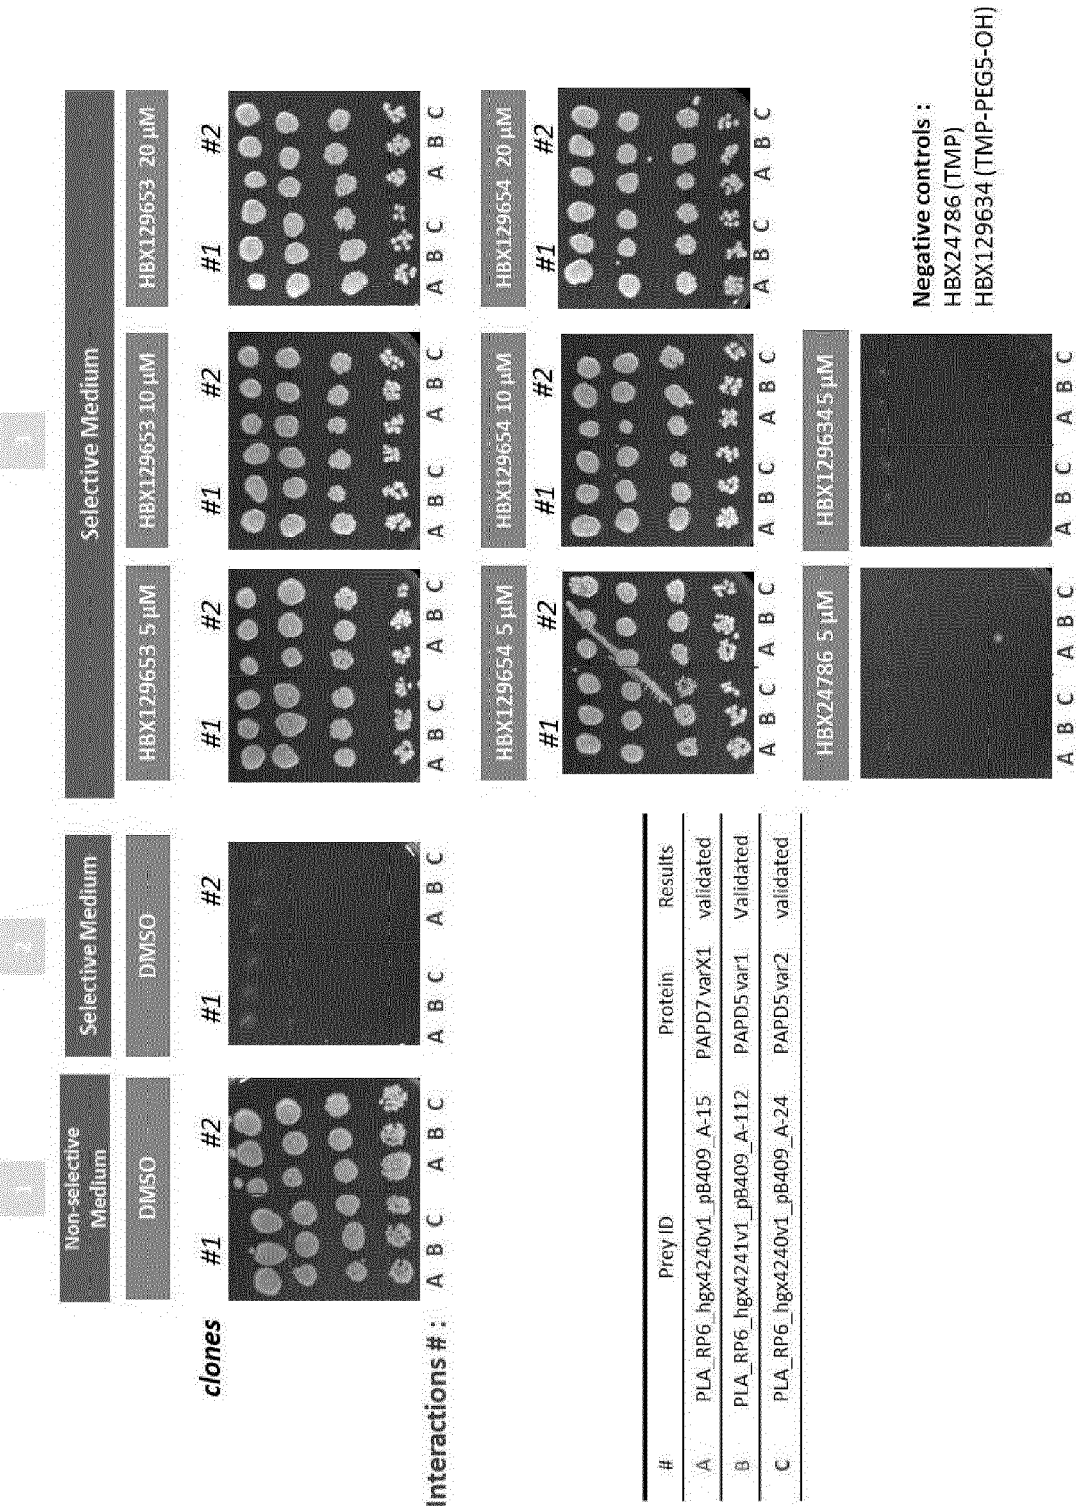 1
2
3
Non-selective
Medium
Selective Medium
Selective Medium
DMSO
DMSO
HBX129653 5 µM
HBX129653 10 µM
HBX129653 20 µM
clones
#1 #2
#1 #2
#1 #2
#1 #2
#1 #2
Interactions # :
A B C A B C
A B C A B C
A B C A B C
A B C A B C
A B C A B C
HBX129654 5 µM
HBX129654 10 µM
HBX129654 20 µM
#1 #2
#1 #2
#1 #2
A B C A B C
A B C A B C
A B C A B C
# Prey ID Protein Results
A PLA_RP6_hgx4240v1_pB409_A-15 PAPD7 varX1 validated
B PLA_RP6_hgx4241v1_pB409_A-112 PAPD5 var1 Validated
C PLA_RP6_hgx4240v1_pB409_A-24 PAPD5 var2 validated
HBX24786 5 µM
HBX129634 5 µM
A B C A B C
A B C A B C
Negative controls :
HBX24786 (TMP)
HBX129634 (TMP-PEG5-OH)